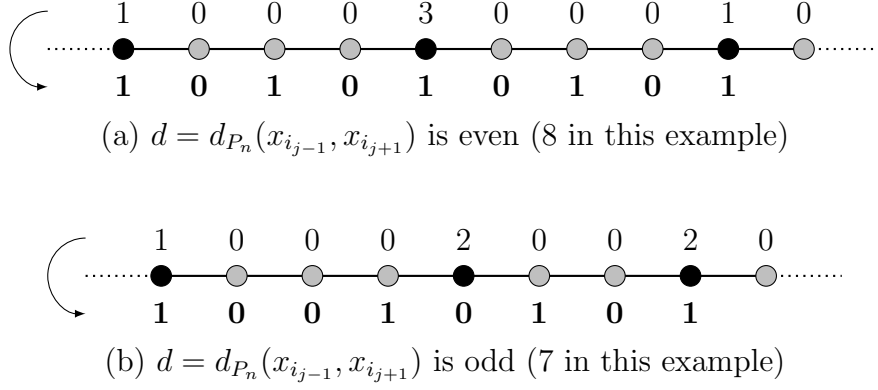 1 0 0 0 3 0 0 0 1 0
1 0 1 0 1 0 1 0 1
(a) $d = d_{P_n}(x_{i_{j-1}}, x_{i_{j+1}})$ is even (8 in this example)
1 0 0 0 2 0 0 2 0
1 0 0 1 0 1 0 1
(b) $d = d_{P_n}(x_{i_{j-1}}, x_{i_{j+1}})$ is odd (7 in this example)